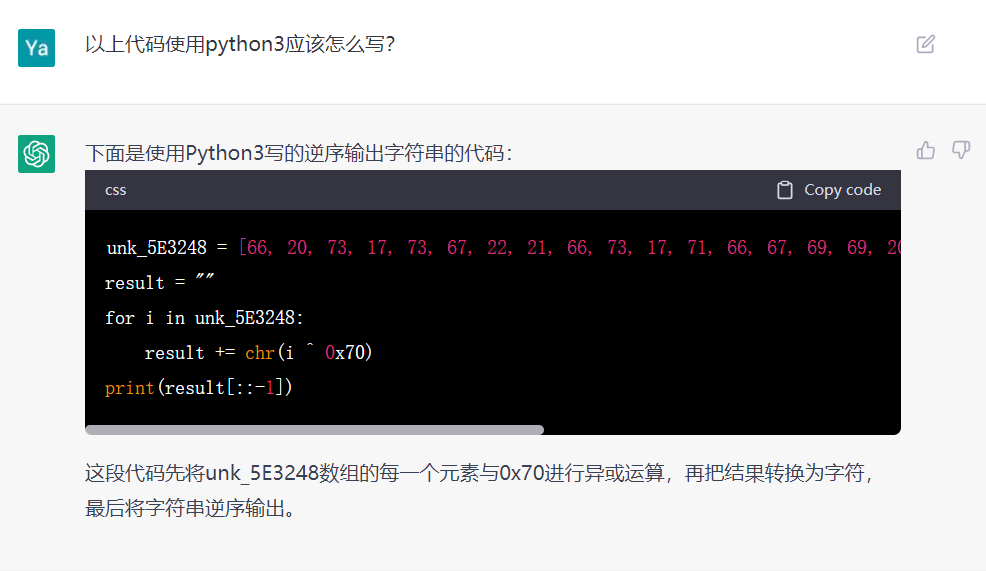 Ya
以上代码使用python3应该怎么写?
下面是使用Python3写的逆序输出字符串的代码：
css
Copy code
unk_5E3248 = [66, 20, 73, 17, 73, 67, 22, 21, 66, 73, 17, 71, 66, 67, 69, 69,
result = ""
for i in unk_5E3248:
    result += chr(i ^ 0x70)
print(result[::-1])
这段代码先将unk_5E3248数组的每一个元素与0x70进行异或运算，再把结果转换为字符，
最后将字符串逆序输出。